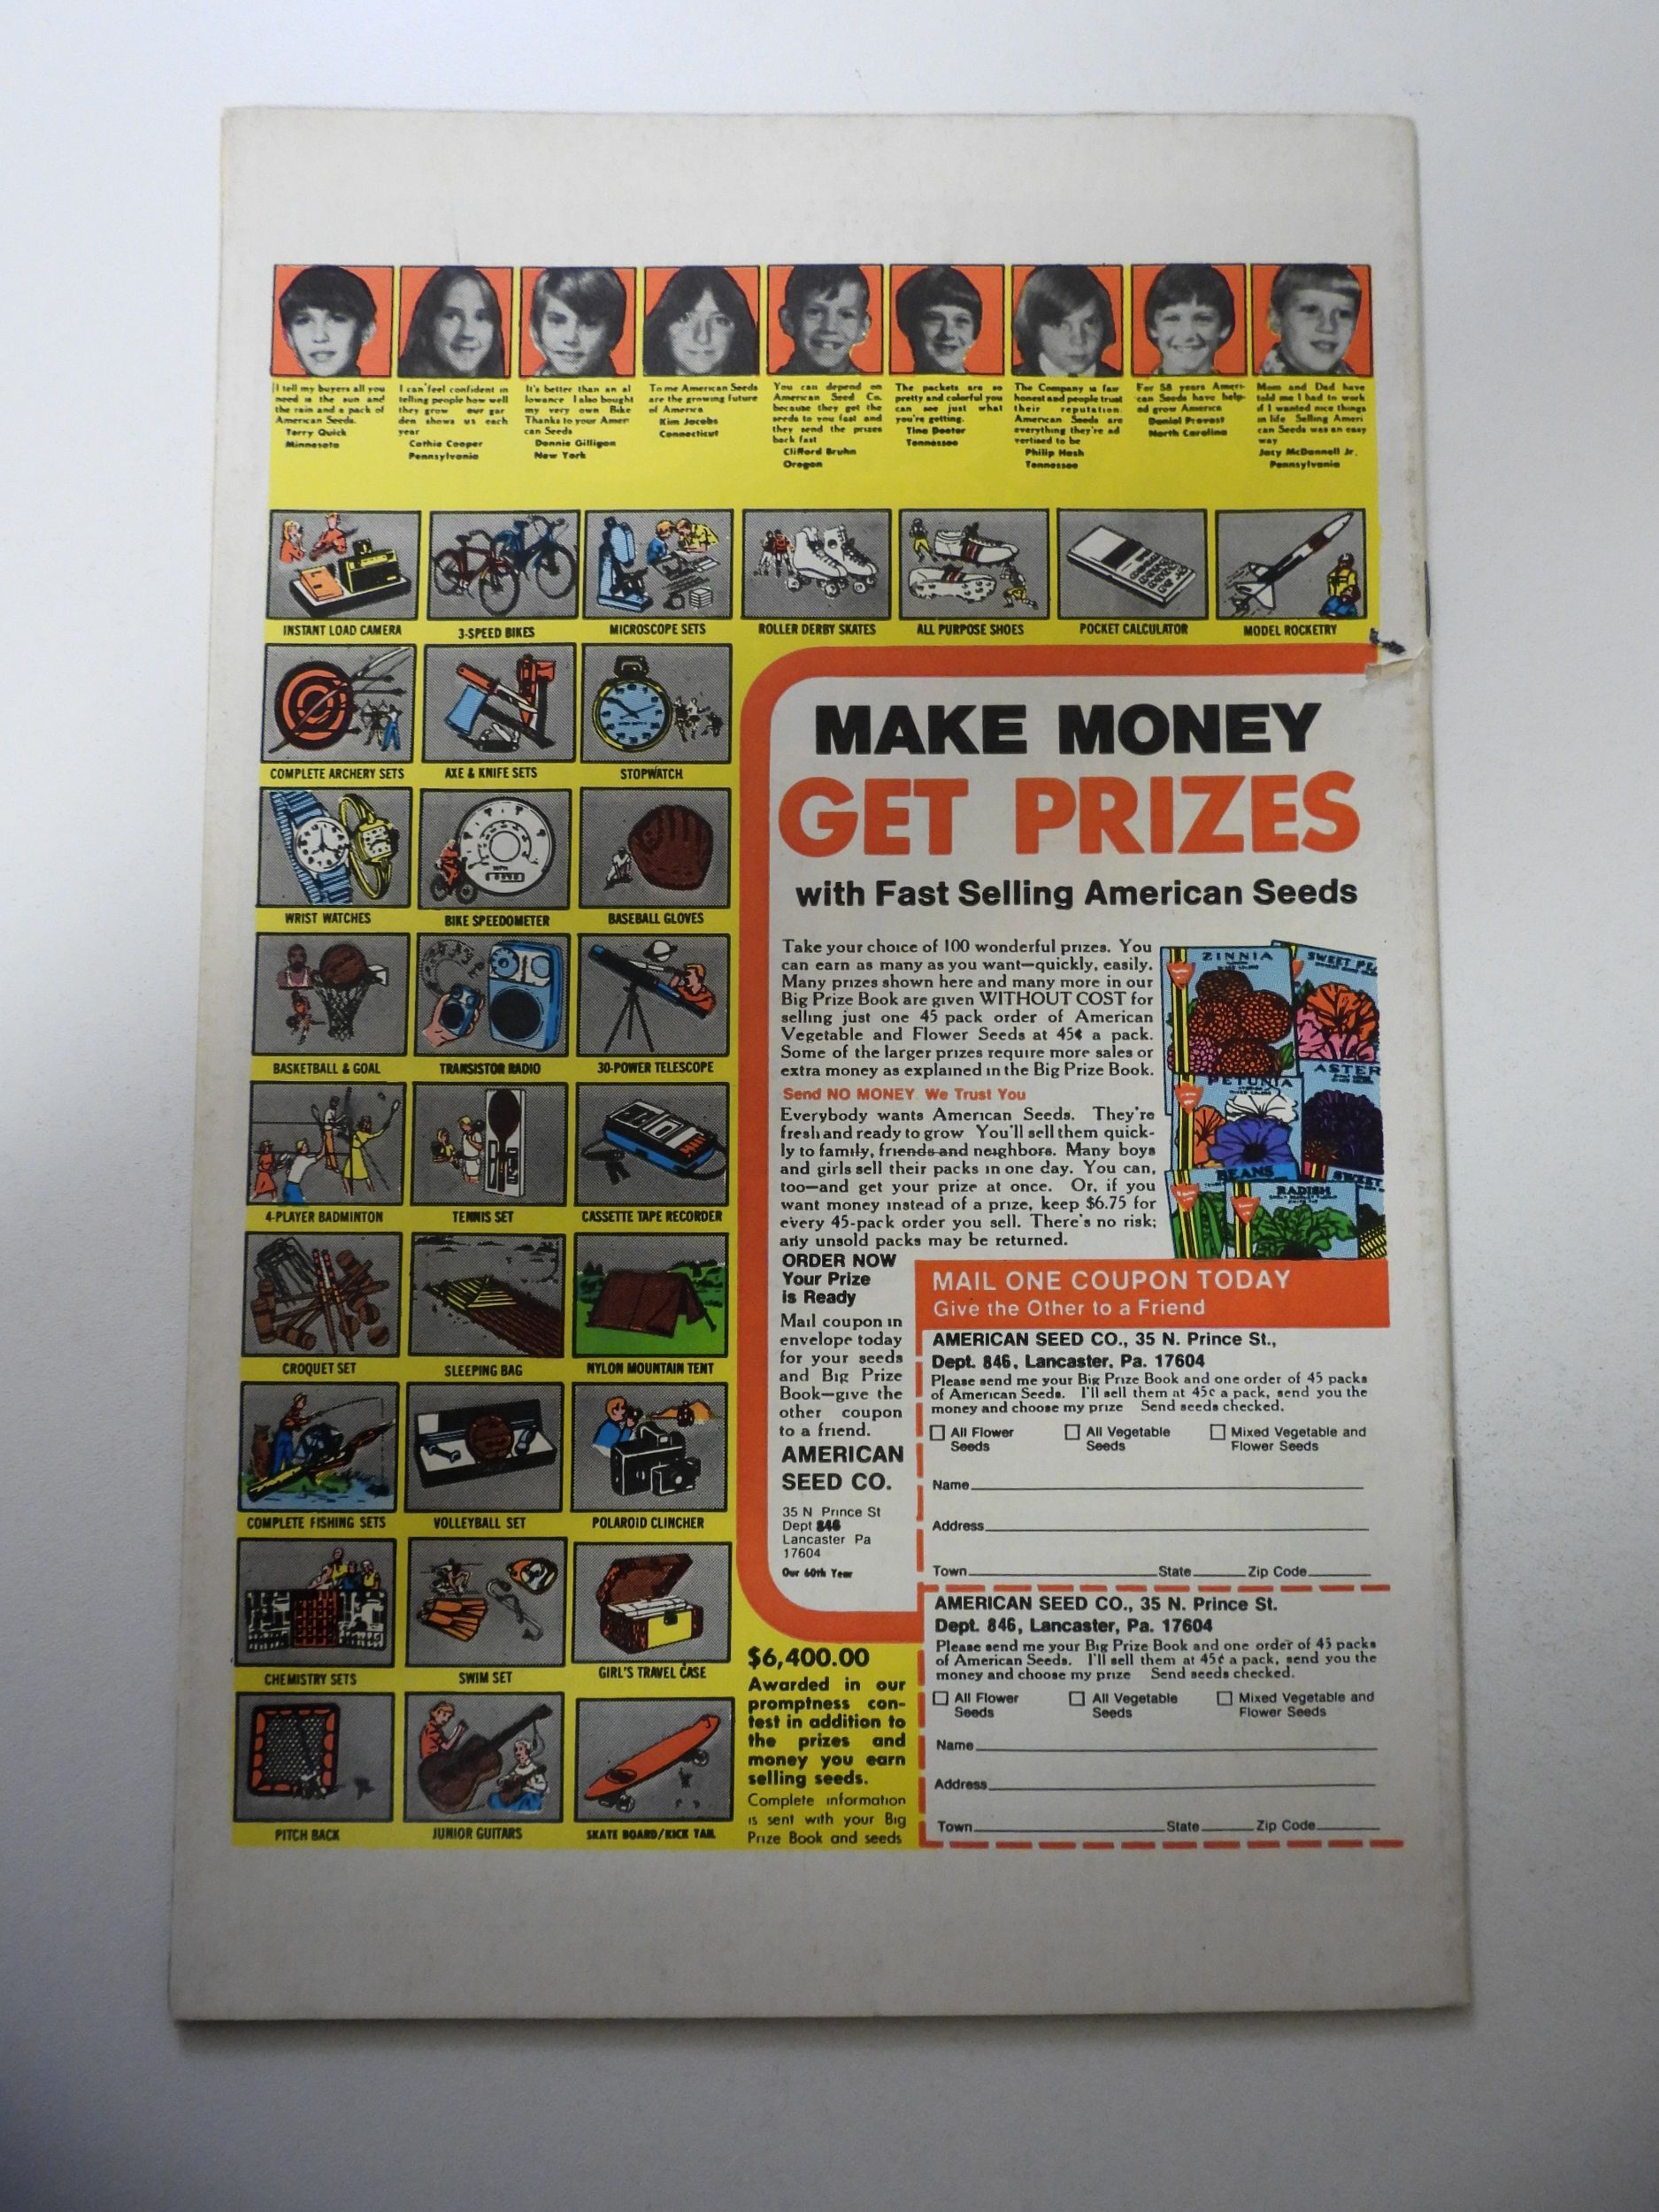 I tell my buyers all you
need is the sun and
the rain and a pack of
American Seeds.
Terry Quick
Minnesota
I can feel confident in
telling people how well
they grow our gar
den shows us each
year
Cathie Cooper
Pennsylvania
It's better than an al
lowance I also bought
my very own Bike
Thanks to your Amer
can Seeds
Donnie Gilligan
New York
To me American Seeds
are the growing future
of America
Kim Jacobs
Connecticut
You can depend on
American Seed Co.
because they get the
seeds to you fast and
they send the prizes
back fast
Clifford Bruhn
Oregon
The packets are so
pretty and colorful you
can see just what
you're getting.
Tina Deator
Tennessee
The Company is fair
honest and people trust
their reputation.
American Seeds are
everything they're ad
vertised to be
Philip Hash
Tennessee
For 58 years Ameri-
can Seeds have help-
ed grow America
Daniel Provost
North Carolina
Mom and Dad have
told me I had to work
if I wanted nice things
in life Selling Ameri
can Seeds was an easy
way
Jacy McDonnell Jr.
Pennsylvania
INSTANT LOAD CAMERA
3-SPEED BIKES
MICROSCOPE SETS
ROLLER DERBY SKATES
ALL PURPOSE SHOES
POCKET CALCULATOR
MODEL ROCKETRY
COMPLETE ARCHERY SETS
AXE & KNIFE SETS
STOPWATCH
WRIST WATCHES
BIKE SPEEDOMETER
BASEBALL GLOVES
BASKETBALL & GOAL
TRANSISTOR RADIO
30-POWER TELESCOPE
4-PLAYER BADMINTON
TENNIS SET
CASSETTE TAPE RECORDER
CROQUET SET
SLEEPING BAG
NYLON MOUNTAIN TENT
COMPLETE FISHING SETS
VOLLEYBALL SET
POLAROID CLINCHER
CHEMISTRY SETS
SWIM SET
GIRL'S TRAVEL CASE
PITCH BACK
JUNIOR GUITARS
SKATE BOARD/KICK TAIL
MAKE MONEY
GET PRIZES
with Fast Selling American Seeds
Take your choice of 100 wonderful prizes. You
can earn as many as you want—quickly, easily.
Many prizes shown here and many more in our
Big Prize Book are given WITHOUT COST for
selling just one 45 pack order of American
Vegetable and Flower Seeds at 45¢ a pack.
Some of the larger prizes require more sales or
extra money as explained in the Big Prize Book.
Send NO MONEY We Trust You
Everybody wants American Seeds. They're
fresh and ready to grow You'll sell them quick-
ly to family, friends and neighbors. Many boys
and girls sell their packs in one day. You can,
too—and get your prize at once. Or, if you
want money instead of a prize, keep $6.75 for
every 45-pack order you sell. There's no risk;
any unsold packs may be returned.
ZINNIA
SWEET PE
PETUNIA
ASTER
BEANS
RADISH
SWEET
ORDER NOW
Your Prize
is Ready
Mail coupon in
envelope today
for your seeds
and Big Prize
Book—give the
other coupon
to a friend.
AMERICAN
SEED CO.
35 N Prince St
Dept 846
Lancaster Pa
17604
Our 60th Year
MAIL ONE COUPON TODAY
Give the Other to a Friend
AMERICAN SEED CO., 35 N. Prince St.,
Dept. 846, Lancaster, Pa. 17604
Please send me your Big Prize Book and one order of 45 packs
of American Seeds. I'll sell them at 45¢ a pack, send you the
money and choose my prize Send seeds checked.
All Flower Seeds
All Vegetable Seeds
Mixed Vegetable and Flower Seeds
Name
Address
Town State Zip Code
AMERICAN SEED CO., 35 N. Prince St.
Dept. 846, Lancaster, Pa. 17604
Please send me your Big Prize Book and one order of 45 packs
of American Seeds. I'll sell them at 45¢ a pack, send you the
money and choose my prize Send seeds checked.
All Flower Seeds
All Vegetable Seeds
Mixed Vegetable and Flower Seeds
Name
Address
Town State Zip Code
$6,400.00
Awarded in our
promptness con-
test in addition to
the prizes and
money you earn
selling seeds.
Complete information
is sent with your Big
Prize Book and seeds